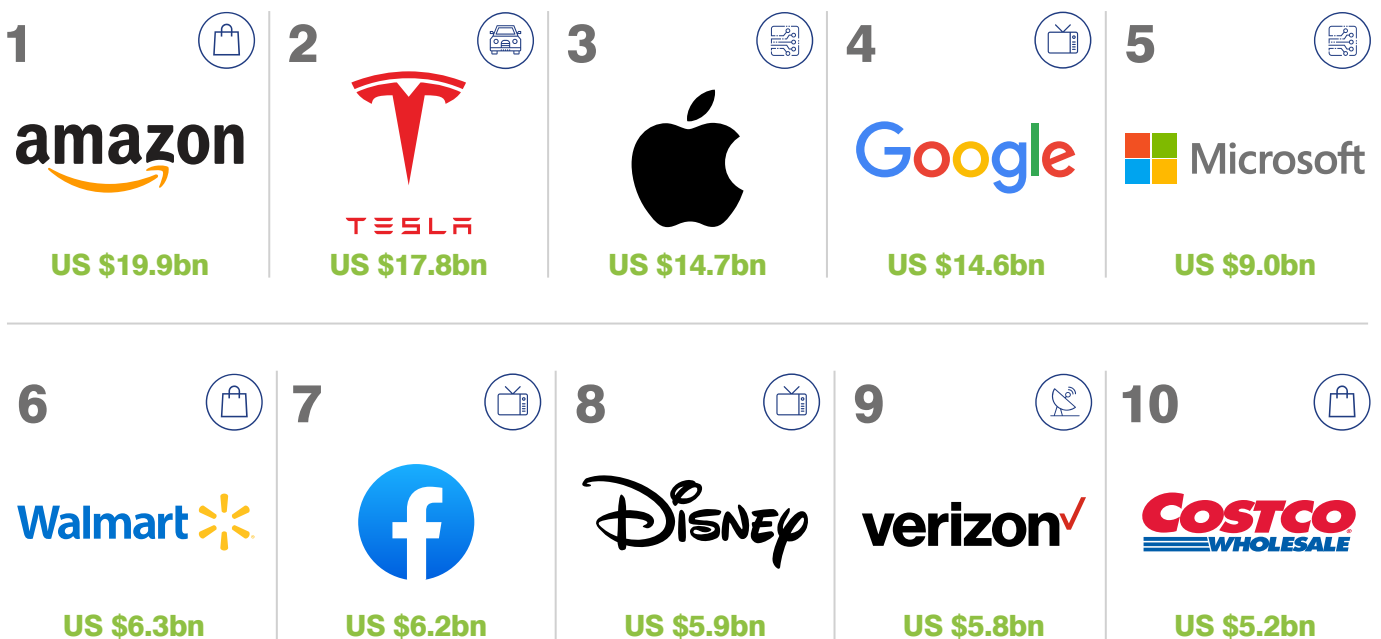 1
amazon
US $19.9bn
2
TESLA
US $17.8bn
3
US $14.7bn
4
Google
US $14.6bn
5
Microsoft
US $9.0bn
6
Walmart
US $6.3bn
7
f
US $6.2bn
8
Disney
US $5.9bn
9
verizon
US $5.8bn
10
COSTCO
WHOLESALE
US $5.2bn